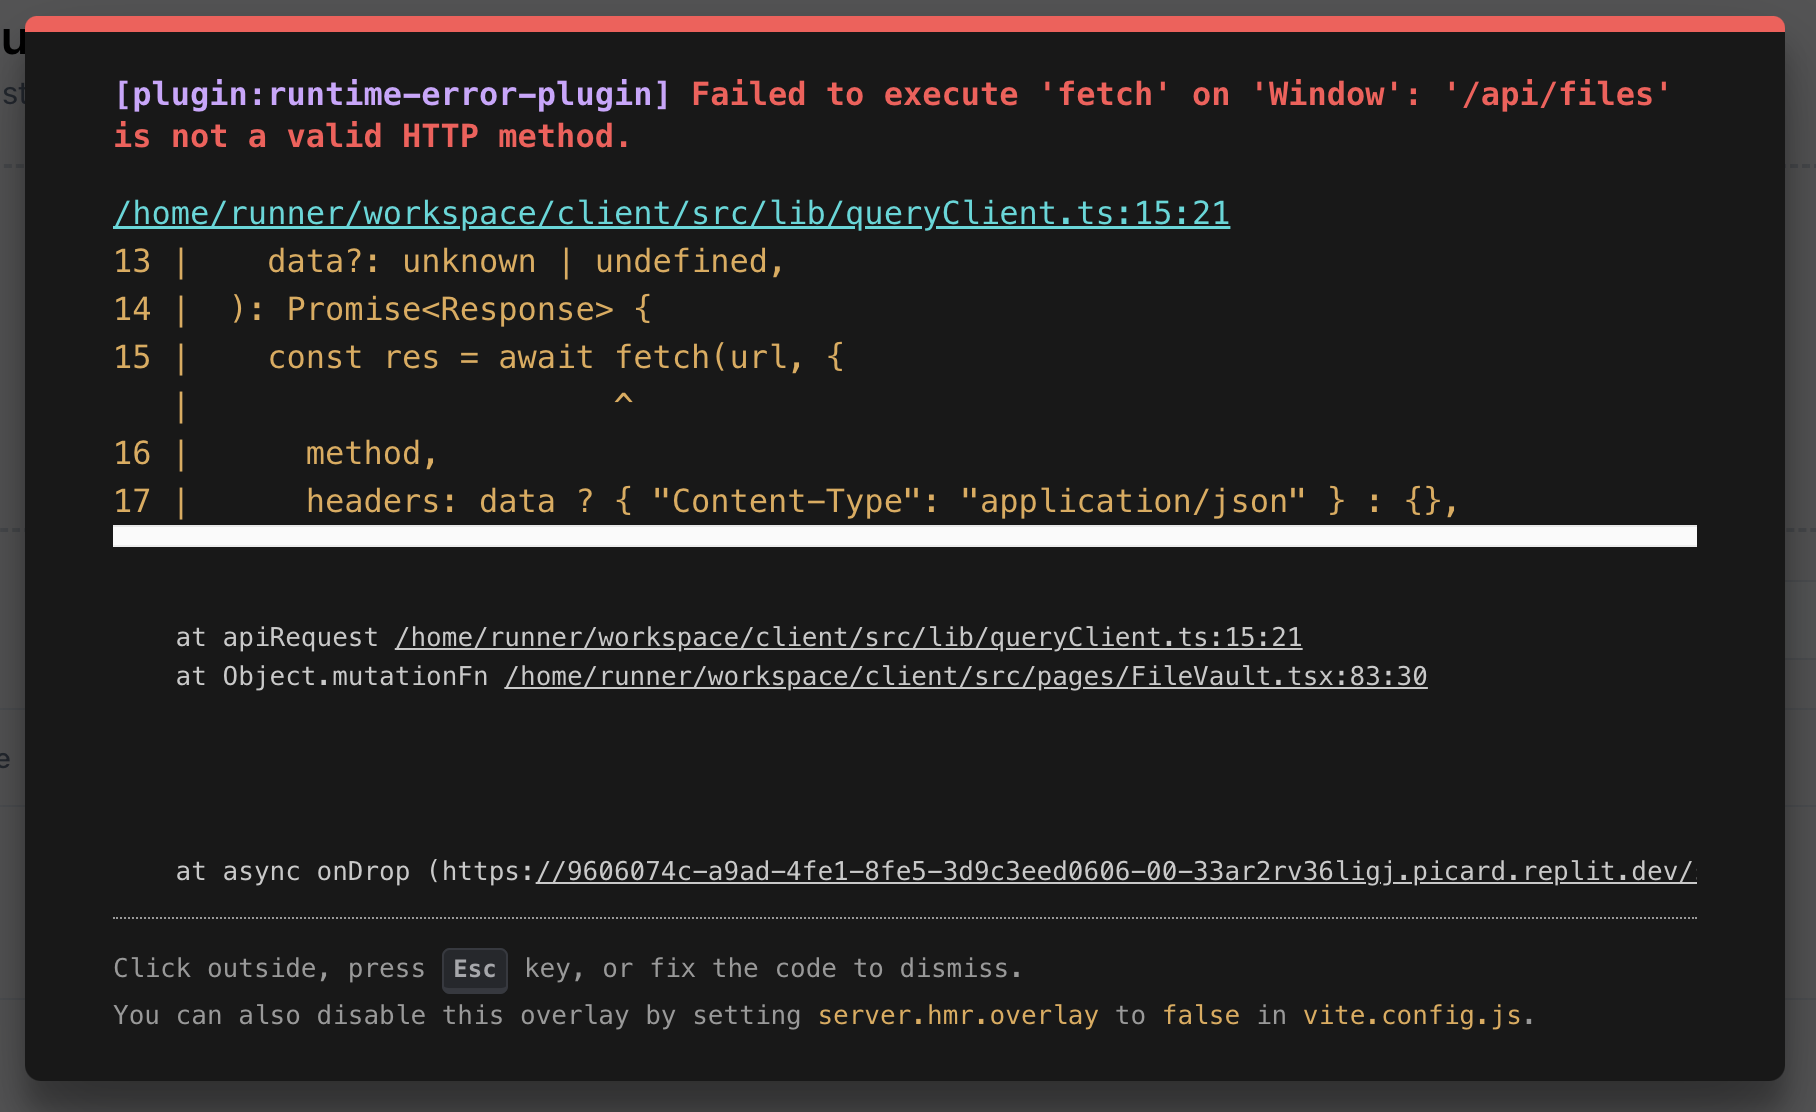 u
st
[plugin:runtime-error-plugin] Failed to execute 'fetch' on 'Window': '/api/files'
is not a valid HTTP method.
/home/runner/workspace/client/src/lib/queryClient.ts:15:21
13 |    data?: unknown | undefined,
14 |  ): Promise<Response> {
15 |    const res = await fetch(url, {
   |                      ^
16 |      method,
17 |      headers: data ? { "Content-Type": "application/json" } : {},
at apiRequest /home/runner/workspace/client/src/lib/queryClient.ts:15:21
at Object.mutationFn /home/runner/workspace/client/src/pages/FileVault.tsx:83:30
e
at async onDrop (https://9606074c-a9ad-4fe1-8fe5-3d9c3eed0606-00-33ar2rv36ligj.picard.replit.dev/
Click outside, press Esc key, or fix the code to dismiss.
You can also disable this overlay by setting server.hmr.overlay to false in vite.config.js.